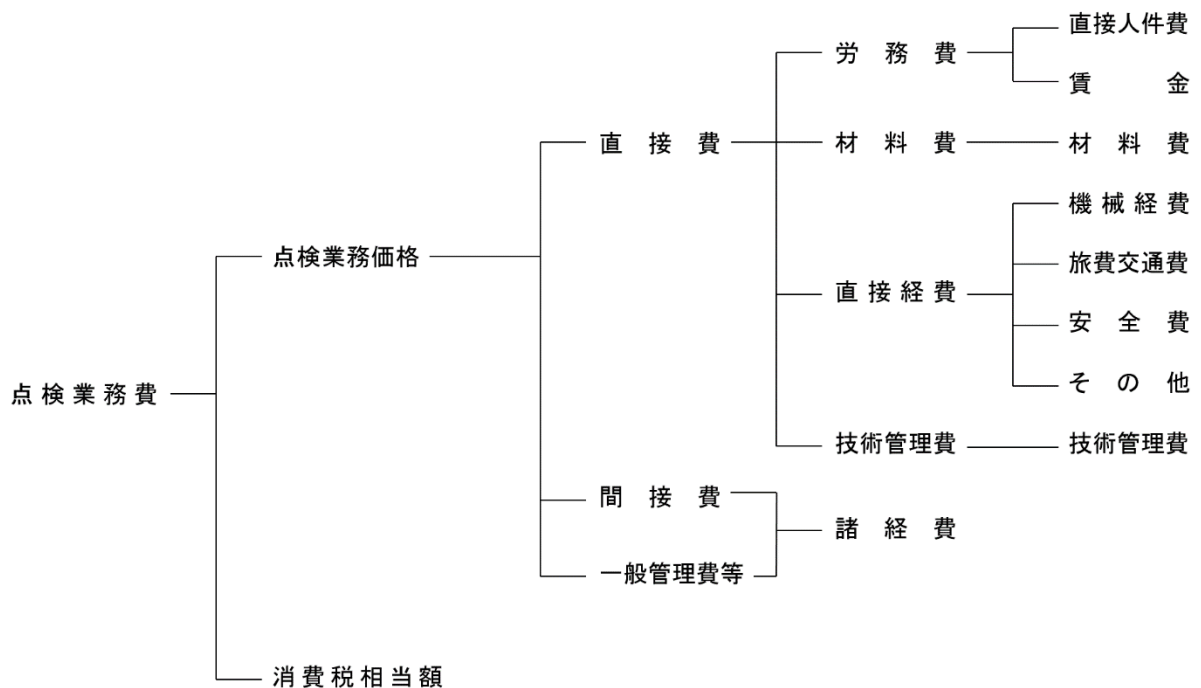 直接人件費
労務費
賃金
直接費
材料費
材料費
機械経費
点検業務価格
旅費交通費
直接経費
安全費
その他
点検業務費
技術管理費
技術管理費
間接費
諸経費
一般管理費等
消費税相当額